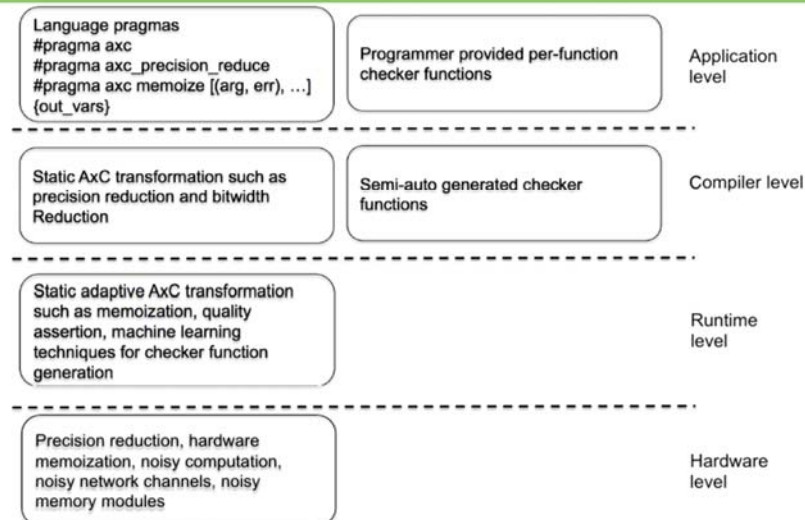 Language pragmas
#pragma axc
#pragma axc_precision_reduce
#pragma axc memoize [(arg, err), ...]
{out_vars}
Programmer provided per-function
checker functions
Application
level
Static AxC transformation such as
precision reduction and bitwidth
Reduction
Semi-auto generated checker
functions
Compiler level
Static adaptive AxC transformation
such as memoization, quality
assertion, machine learning
techniques for checker function
generation
Runtime
level
Precision reduction, hardware
memoization, noisy computation,
noisy network channels, noisy
memory modules
Hardware
level